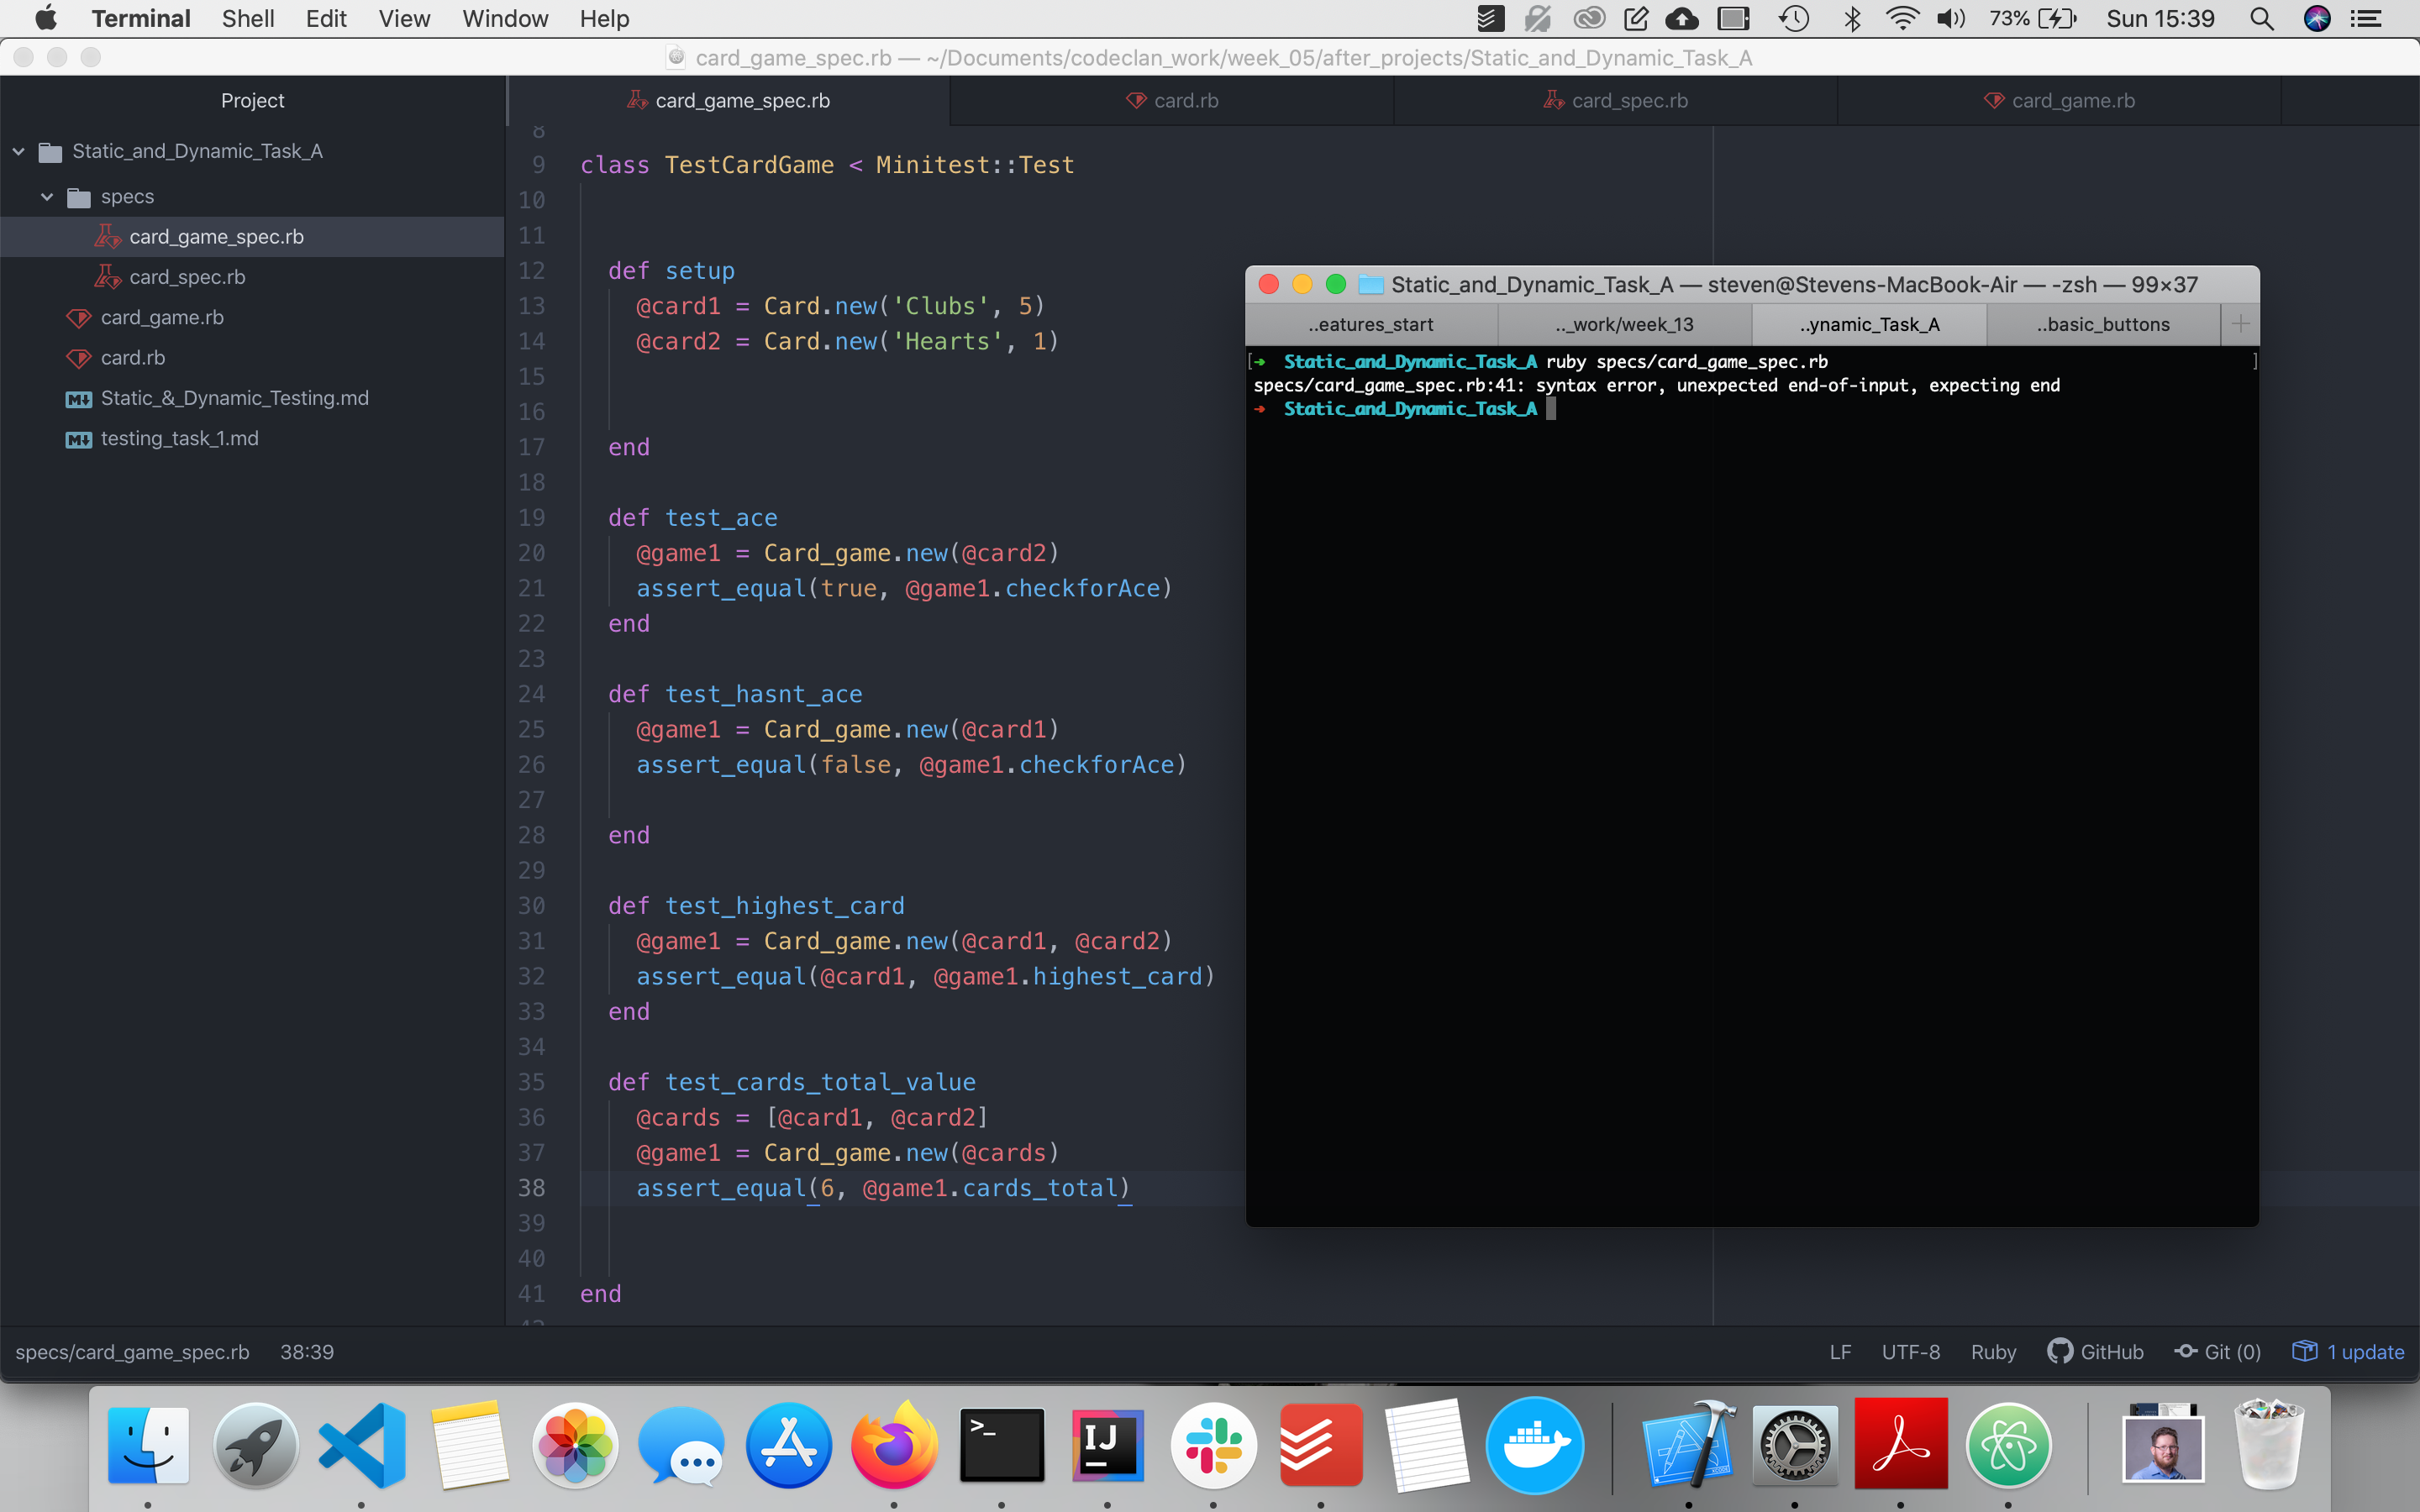 Terminal Shell Edit View Window Help 73% Sun 15:39
card_game_spec.rb — ~/Documents/codeclan_work/week_05/after_projects/Static_and_Dynamic_Task_A
Project
card_game_spec.rb card.rb card_spec.rb card_game.rb
Static_and_Dynamic_Task_A
specs
card_game_spec.rb
card_spec.rb
card_game.rb
card.rb
Static_&_Dynamic_Testing.md
testing_task_1.md
8
9 class TestCardGame < Minitest::Test
10
11
12 def setup
13 @card1 = Card.new('Clubs', 5)
14 @card2 = Card.new('Hearts', 1)
15
16
17 end
18
19 def test_ace
20 @game1 = Card_game.new(@card2)
21 assert_equal(true, @game1.checkforAce)
22 end
23
24 def test_hasnt_ace
25 @game1 = Card_game.new(@card1)
26 assert_equal(false, @game1.checkforAce)
27
28 end
29
30 def test_highest_card
31 @game1 = Card_game.new(@card1, @card2)
32 assert_equal(@card1, @game1.highest_card)
33 end
34
35 def test_cards_total_value
36 @cards = [@card1, @card2]
37 @game1 = Card_game.new(@cards)
38 assert_equal(6, @game1.cards_total)
39
40
41 end
Static_and_Dynamic_Task_A — steven@Stevens-MacBook-Air — -zsh — 99×37
..eatures_start .._work/week_13 ..ynamic_Task_A ..basic_buttons
[→ Static_and_Dynamic_Task_A ruby specs/card_game_spec.rb ]
specs/card_game_spec.rb:41: syntax error, unexpected end-of-input, expecting end
→ Static_and_Dynamic_Task_A
specs/card_game_spec.rb 38:39 LF UTF-8 Ruby GitHub Git (0) 1 update
>_
IJ